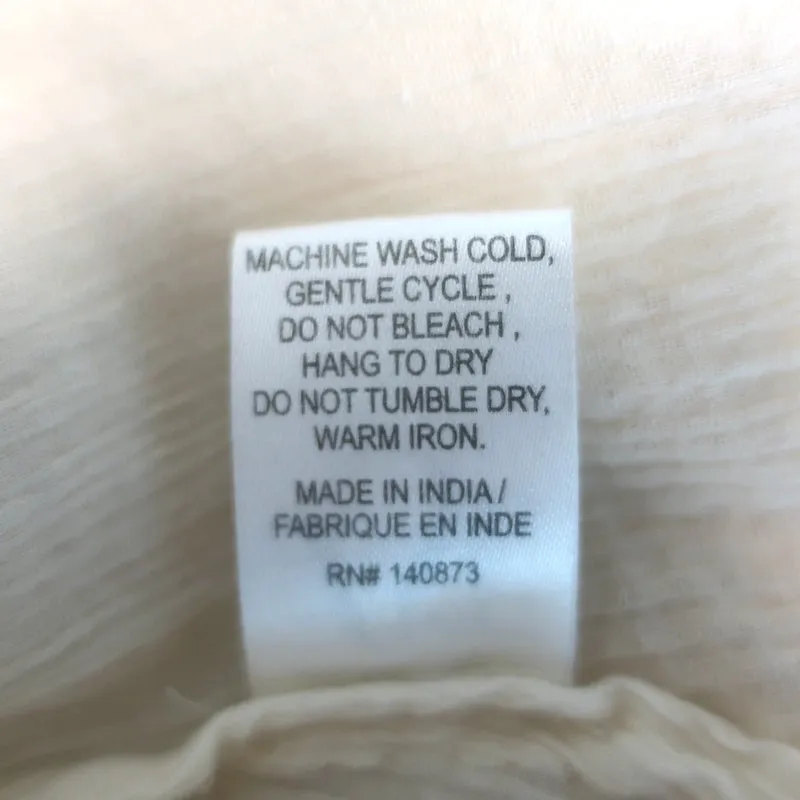 MACHINE WASH COLD,
GENTLE CYCLE ,
DO NOT BLEACH ,
HANG TO DRY
DO NOT TUMBLE DRY,
WARM IRON.
MADE IN INDIA /
FABRIQUE EN INDE
RN# 140873